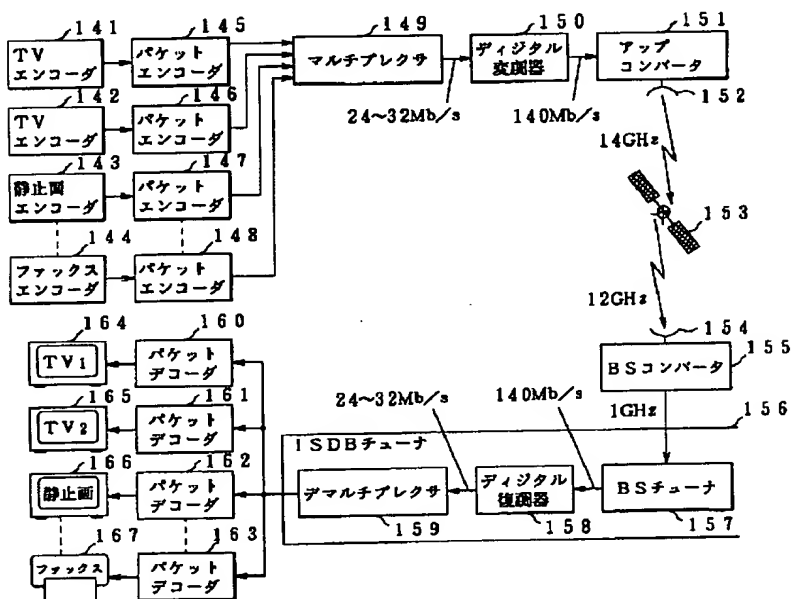 141
TV
エンコーダ
145
パケット
エンコーダ
142
TV
エンコーダ
146
パケット
エンコーダ
143
静止画
エンコーダ
147
パケット
エンコーダ
144
ファックス
エンコーダ
148
パケット
エンコーダ
149
マルチプレクサ
24~32Mb/s
150
ディジタル
変調器
140Mb/s
151
アップ
コンバータ
152
14GHz
153
12GHz
154
BSコンバータ
155
1GHz
156
ISDBチューナ
BSチューナ
157
140Mb/s
ディジタル
復調器
158
24~32Mb/s
デマルチプレクサ
159
160
パケット
デコーダ
164
TV1
161
パケット
デコーダ
165
TV2
162
パケット
デコーダ
166
静止画
163
パケット
デコーダ
167
ファックス